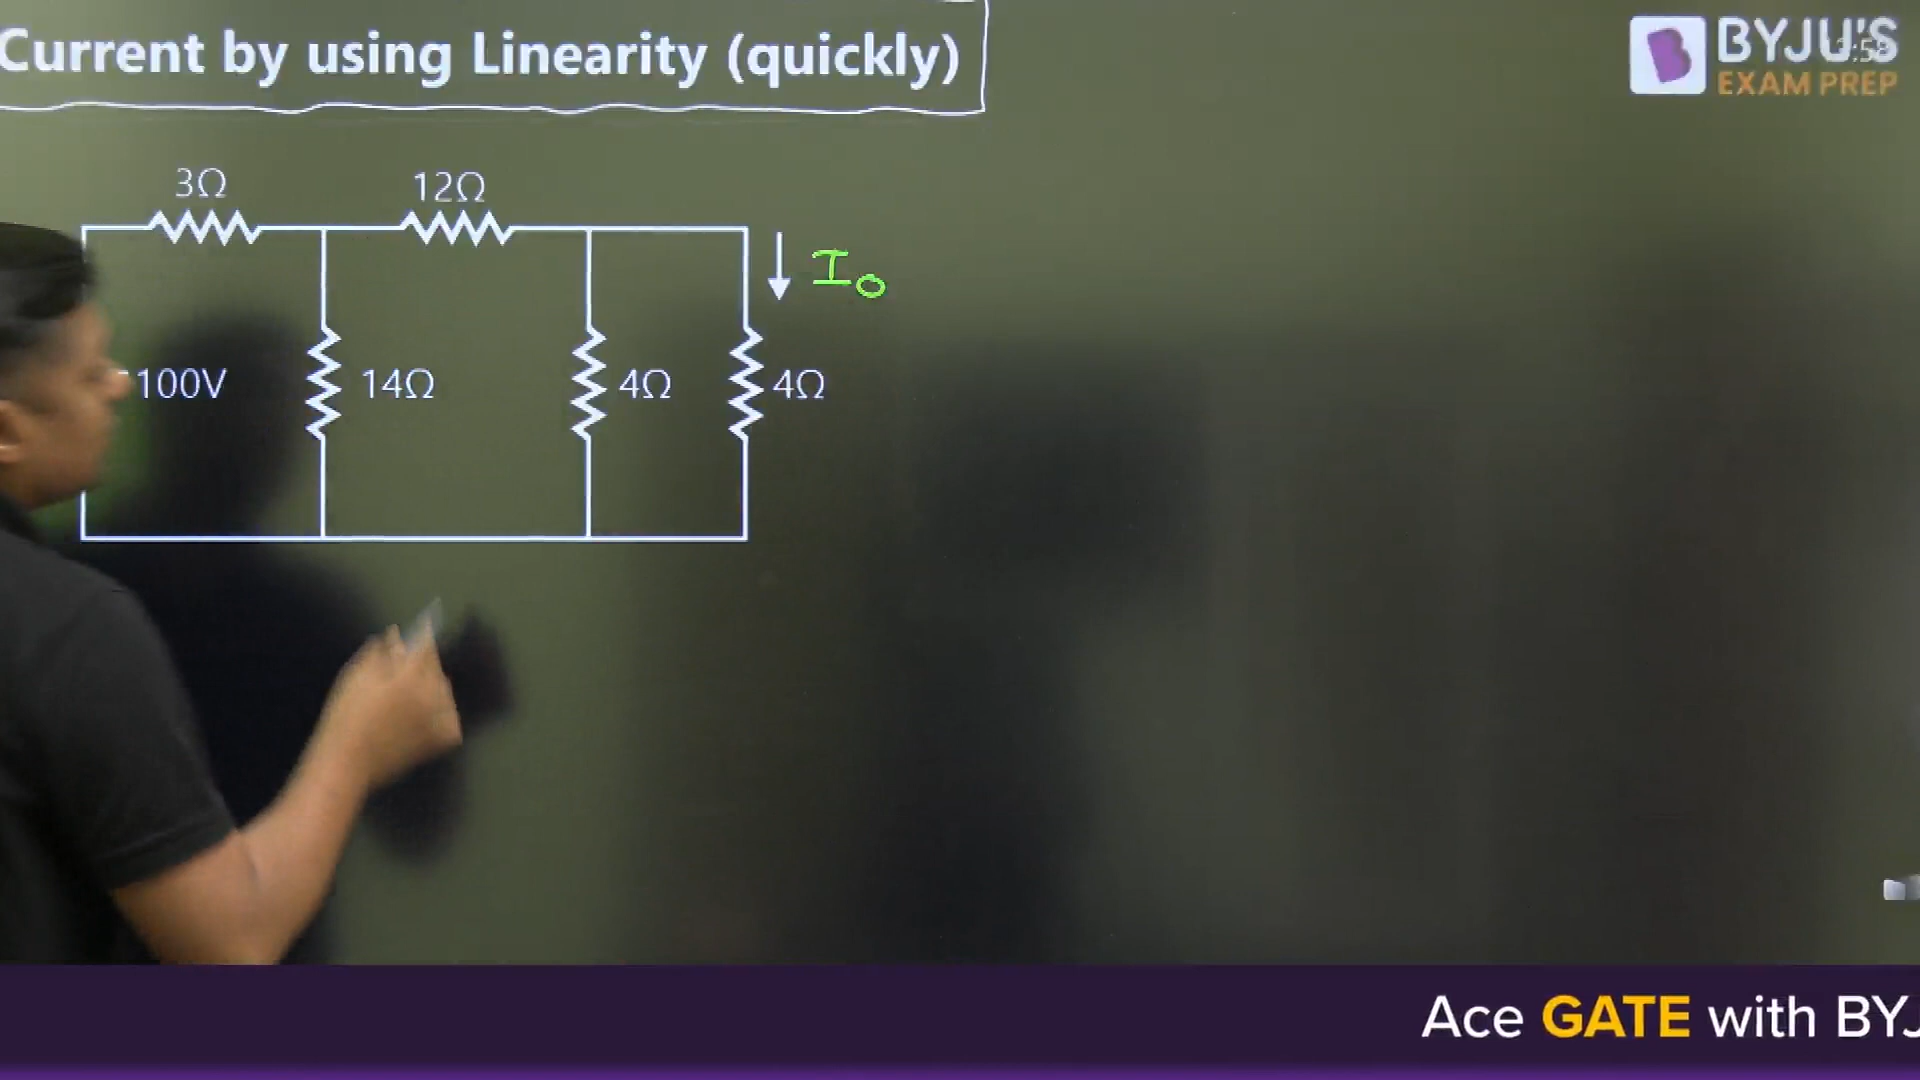 Current by using Linearity (quickly)
BYJU'S
EXAM PREP
3Ω
12Ω
I₀
100V
14Ω
4Ω
4Ω
Ace GATE with BYJ